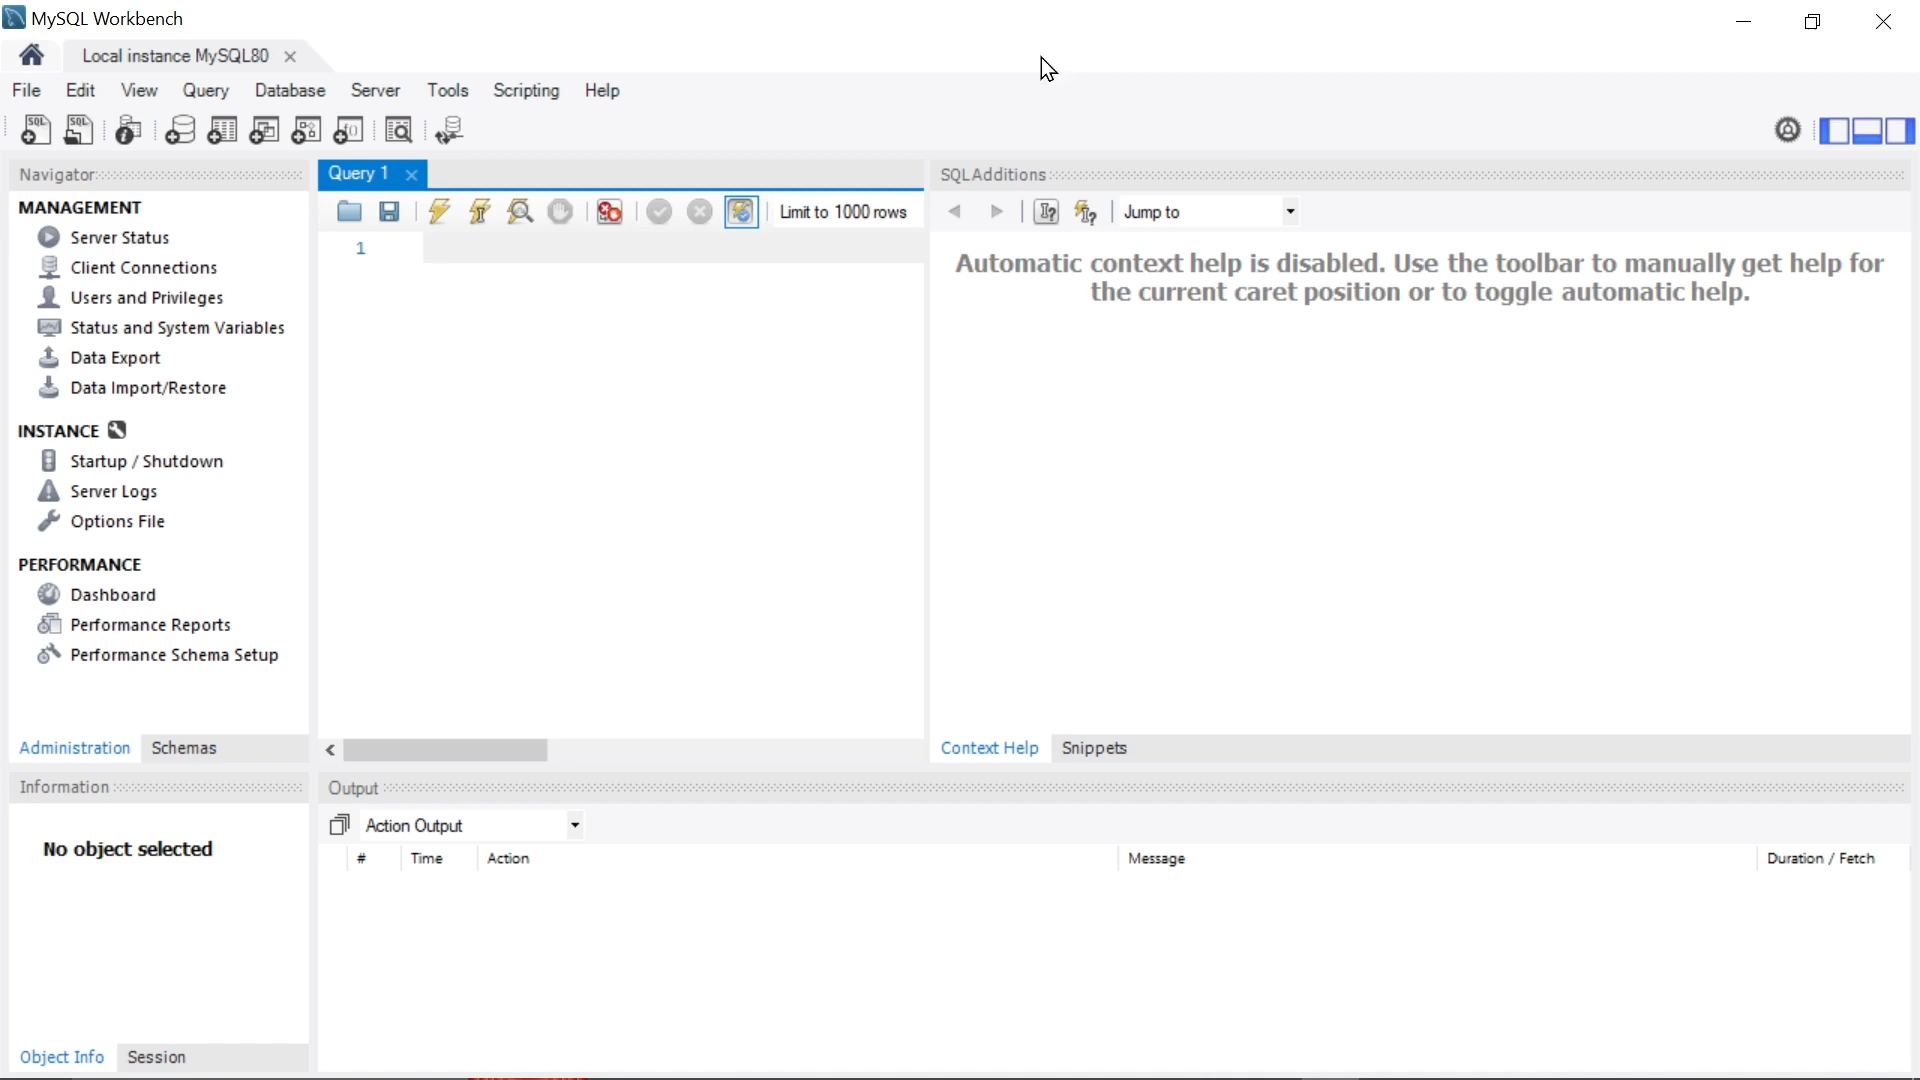 MySQL Workbench
Local instance MySQL80
File Edit View Query Database Server Tools Scripting Help
Navigator
MANAGEMENT
Server Status
Client Connections
Users and Privileges
Status and System Variables
Data Export
Data Import/Restore
INSTANCE
Startup / Shutdown
Server Logs
Options File
PERFORMANCE
Dashboard
Performance Reports
Performance Schema Setup
Administration Schemas
Query 1
Limit to 1000 rows
1
SQLAdditions
Jump to
Automatic context help is disabled. Use the toolbar to manually get help for
the current caret position or to toggle automatic help.
Context Help Snippets
Information
No object selected
Object Info Session
Output
Action Output
# Time Action Message Duration / Fetch